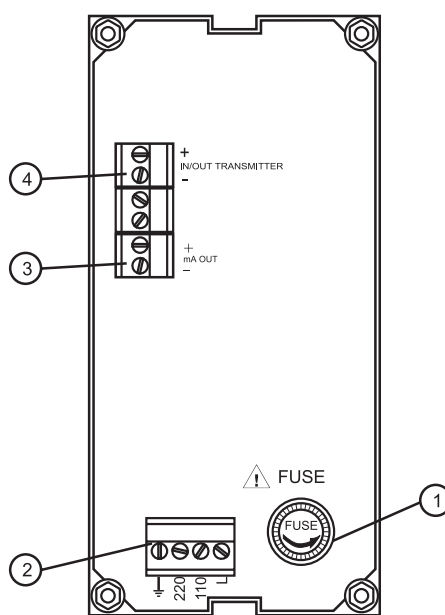 +
IN/OUT TRANSMITTER
-
4
+
mA OUT
-
3
FUSE
1
FUSE
2
220
110
L